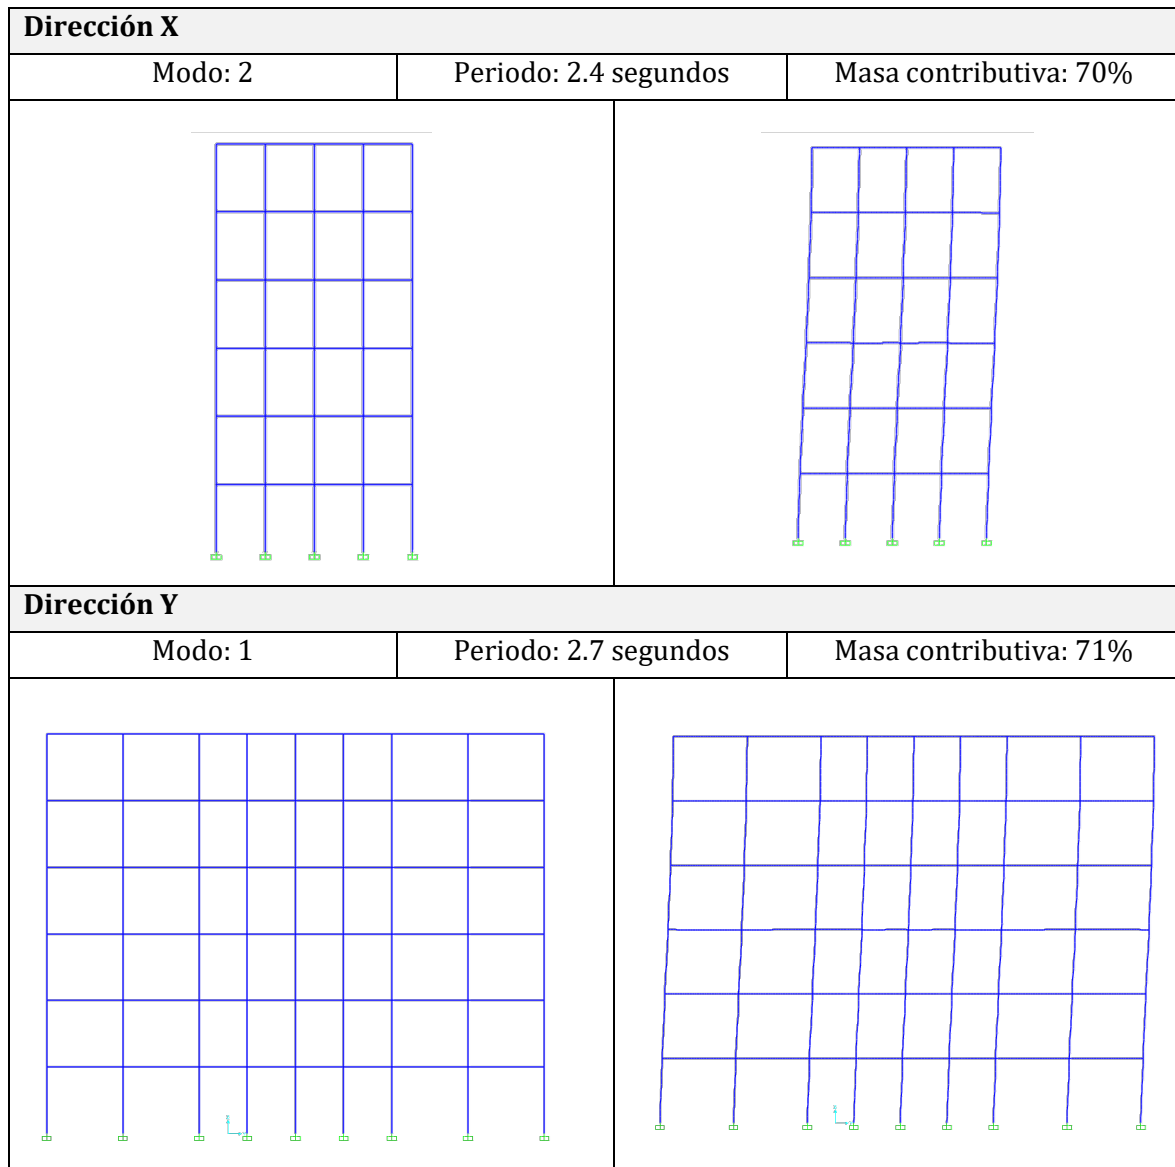 Dirección X
Modo: 2 Periodo: 2.4 segundos Masa contributiva: 70%
Dirección Y
Modo: 1 Periodo: 2.7 segundos Masa contributiva: 71%